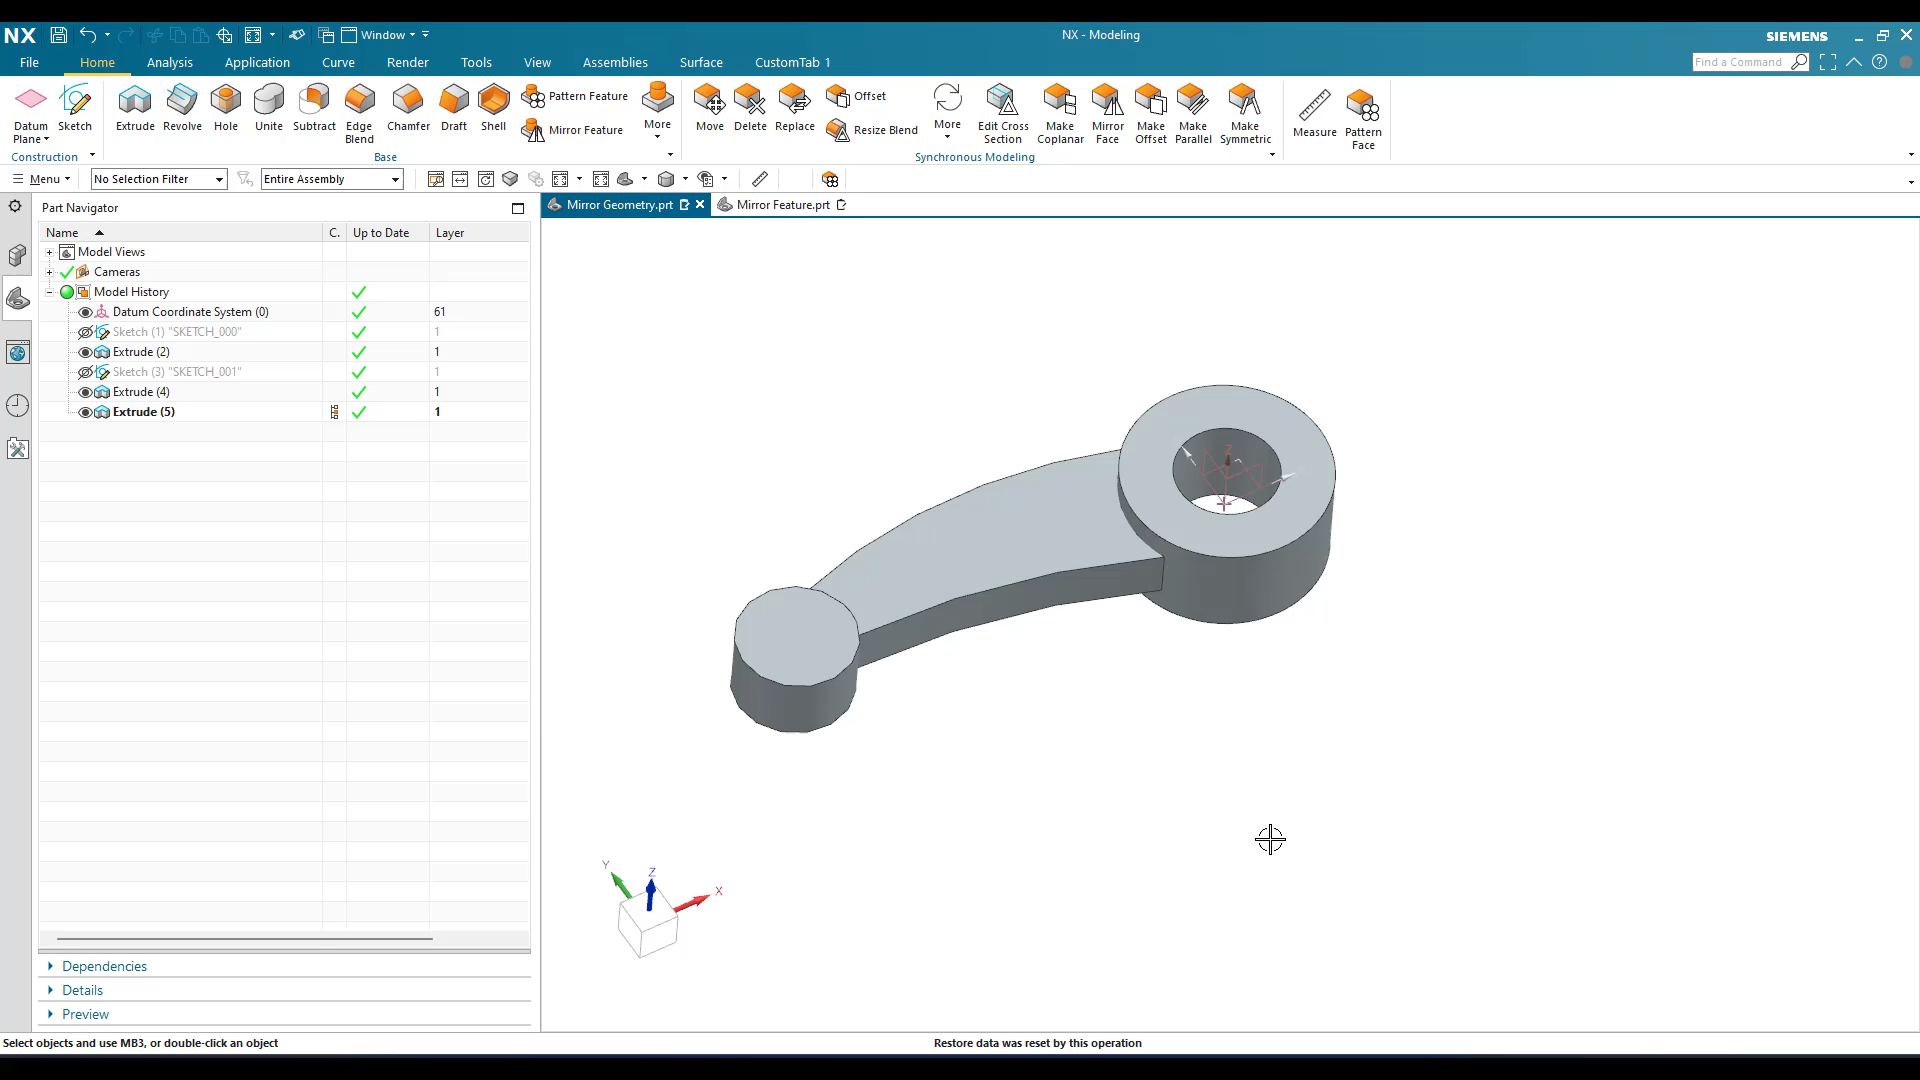 NX
Window
NX - Modeling
SIEMENS
File
Home
Analysis
Application
Curve
Render
Tools
View
Assemblies
Surface
CustomTab 1
Find a Command
Datum
Plane
Sketch
Extrude
Revolve
Hole
Unite
Subtract
Edge
Blend
Chamfer
Draft
Shell
Pattern Feature
Mirror Feature
More
Move
Delete
Replace
Offset
Resize Blend
More
Edit Cross
Section
Make
Coplanar
Mirror
Face
Make
Offset
Make
Parallel
Make
Symmetric
Measure
Pattern
Face
Construction
Base
Synchronous Modeling
Menu
No Selection Filter
Entire Assembly
Part Navigator
Mirror Geometry.prt
Mirror Feature.prt
Name C. Up to Date Layer
Model Views
Cameras
Model History
Datum Coordinate System (0) 61
Sketch (1) "SKETCH_000" 1
Extrude (2) 1
Sketch (3) "SKETCH_001" 1
Extrude (4) 1
Extrude (5) 1
Z
Y
Z
X
Dependencies
Details
Preview
Select objects and use MB3, or double-click an object
Restore data was reset by this operation